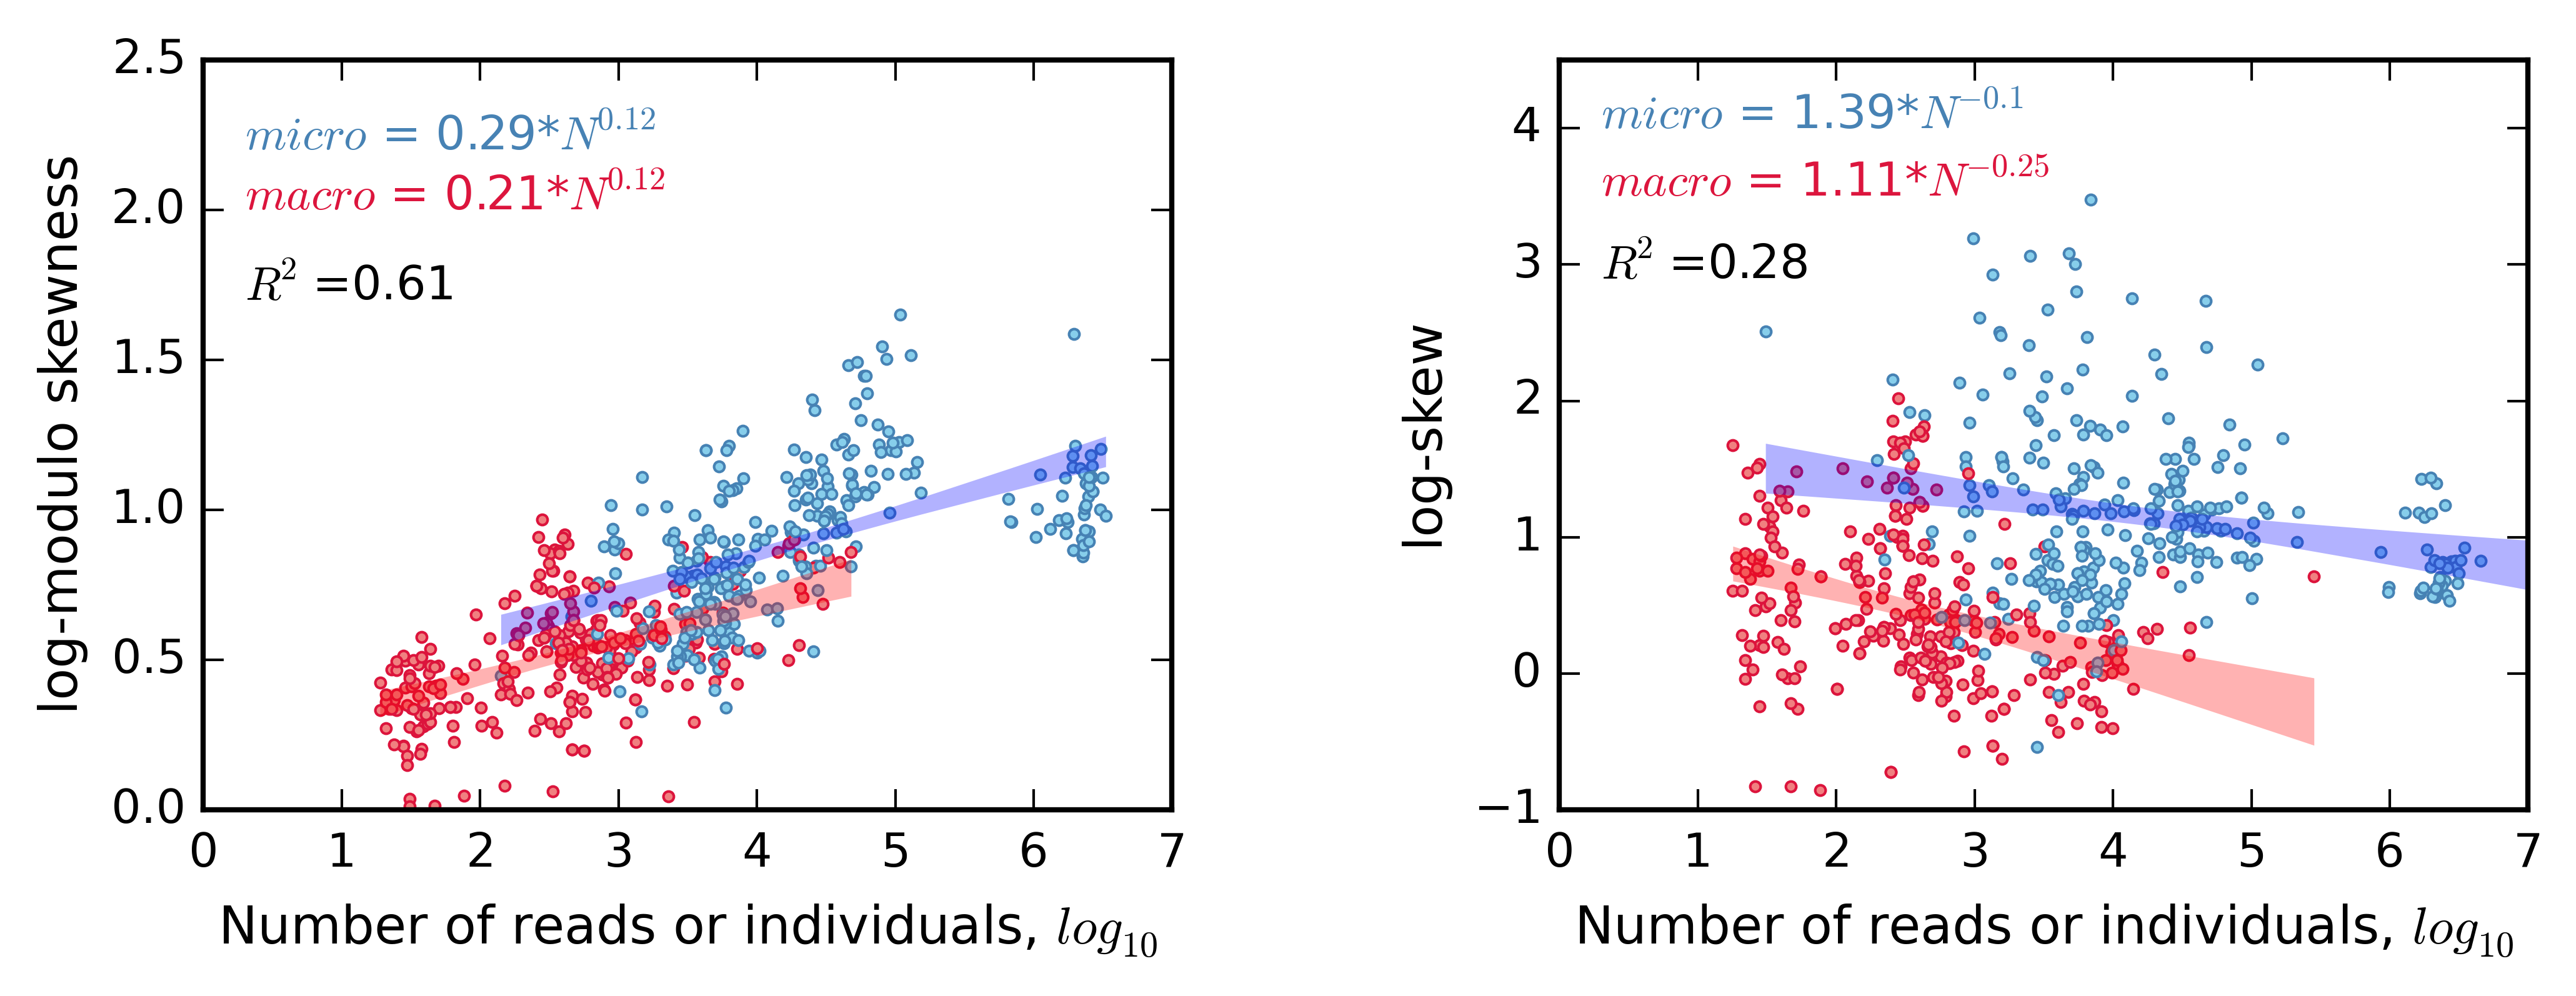 2.5
2.0
1.5
1.0
0.5
0.0
log-modulo skewness
micro = 0.29*N^0.12
macro = 0.21*N^0.12
R^2 =0.61
0 1 2 3 4 5 6 7
Number of reads or individuals, log_10
4
3
2
1
0
−1
log-skew
micro = 1.39*N^−0.1
macro = 1.11*N^−0.25
R^2 =0.28
0 1 2 3 4 5 6 7
Number of reads or individuals, log_10